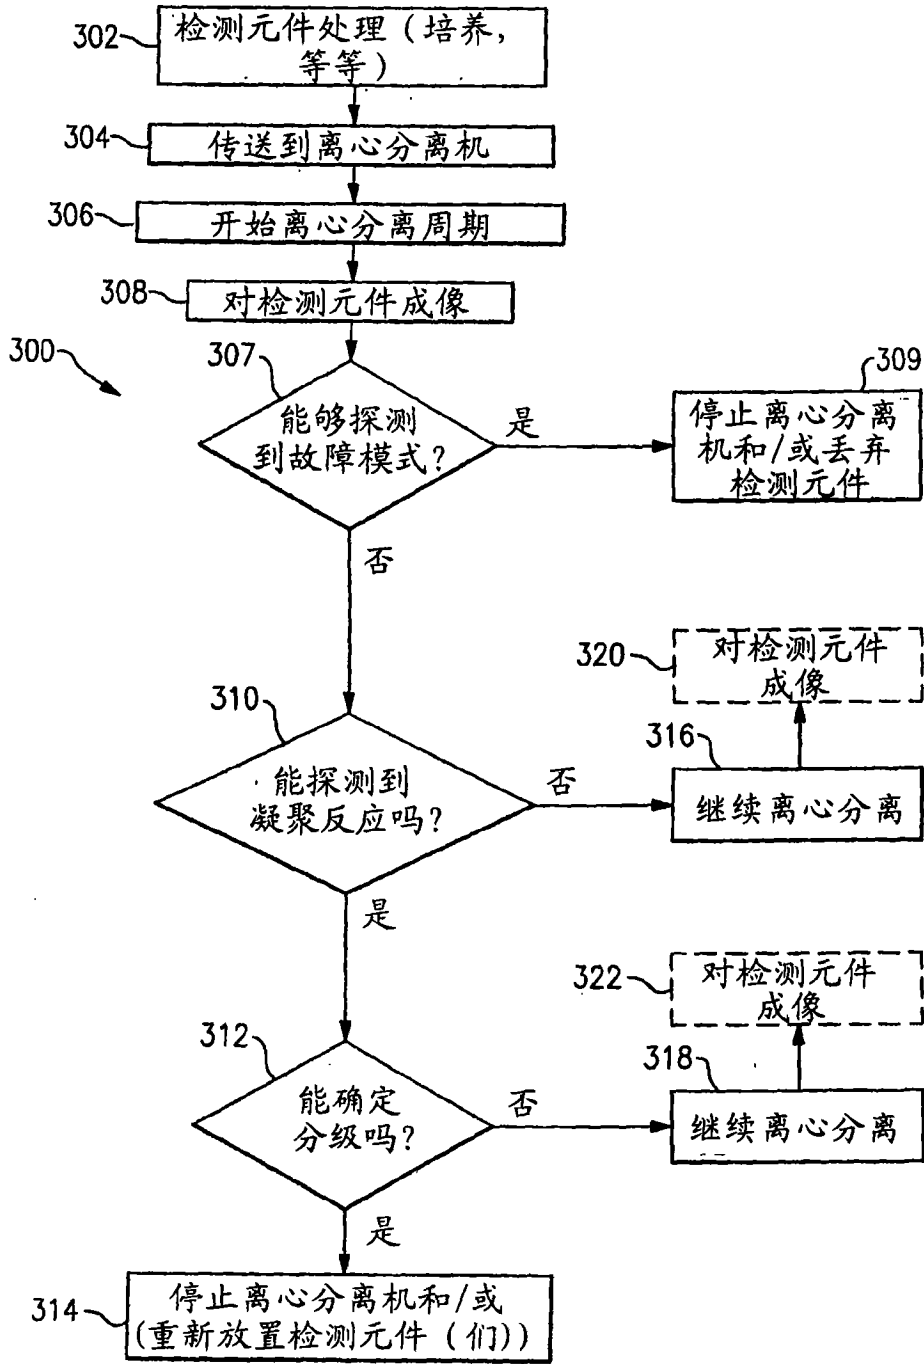 302
检测元件处理（培养，
等等）
304
传送到离心分离机
306
开始离心分离周期
308
对检测元件成像
300
307
能够探测
到故障模式？
是
309
停止离心分离
机和/或丢弃
检测元件
否
310
能探测到
凝聚反应吗？
否
316
继续离心分离
320
对检测元件
成像
是
312
能确定
分级吗？
否
318
继续离心分离
322
对检测元件
成像
是
314
停止离心分离机和/或
(重新放置检测元件（们）)